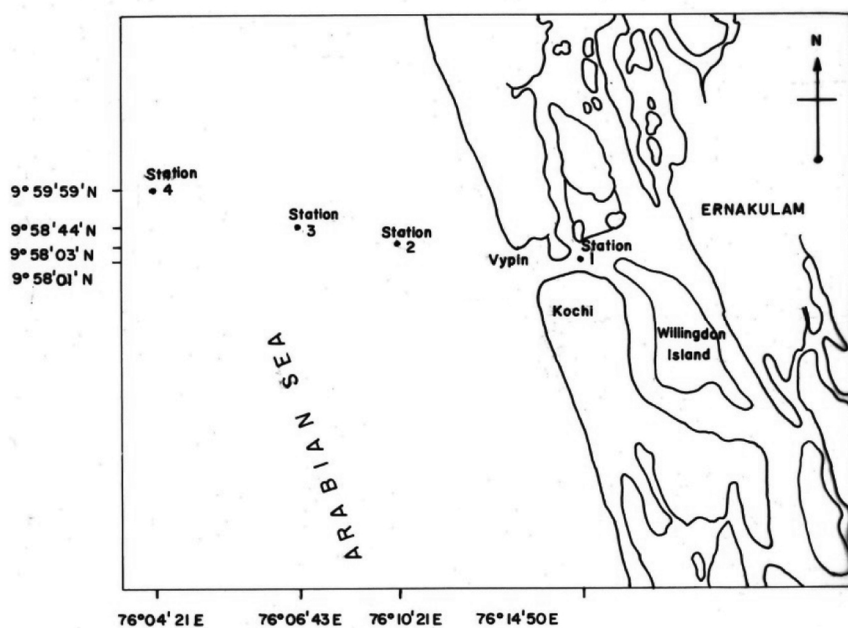 N
Station
4
9°59'59'N
ERNAKULAM
Station
3
9°58'44'N
Station
2
Station
1
9°58'03'N
Vypin
9°58'01'N
Kochi
Willingdon
Island
ARABIAN SEA
76°04'21 E
76°06'43 E
76°10'21 E
76°14'50 E